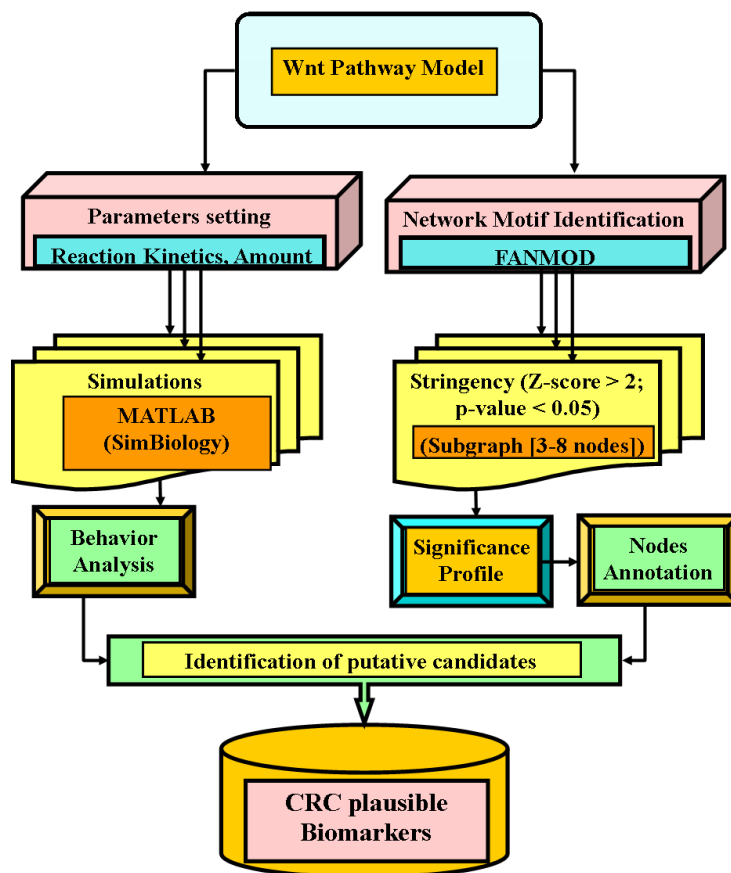 Wnt Pathway Model
Parameters setting
Reaction Kinetics, Amount
Network Motif Identification
FANMOD
Simulations
MATLAB
(SimBiology)
Stringency (Z-score > 2;
p-value < 0.05)
(Subgraph [3-8 nodes])
Behavior
Analysis
Significance
Profile
Nodes
Annotation
Identification of putative candidates
CRC plausible
Biomarkers